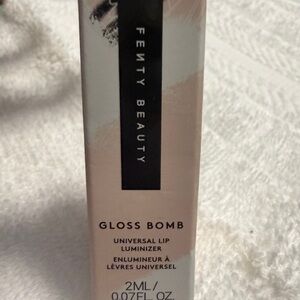 FENTY BEAUTY
GLOSS BOMB
UNIVERSAL LIP
LUMINIZER
ENLUMINEUR À
LÈVRES UNIVERSEL
2ML/
0.07FL. OZ.